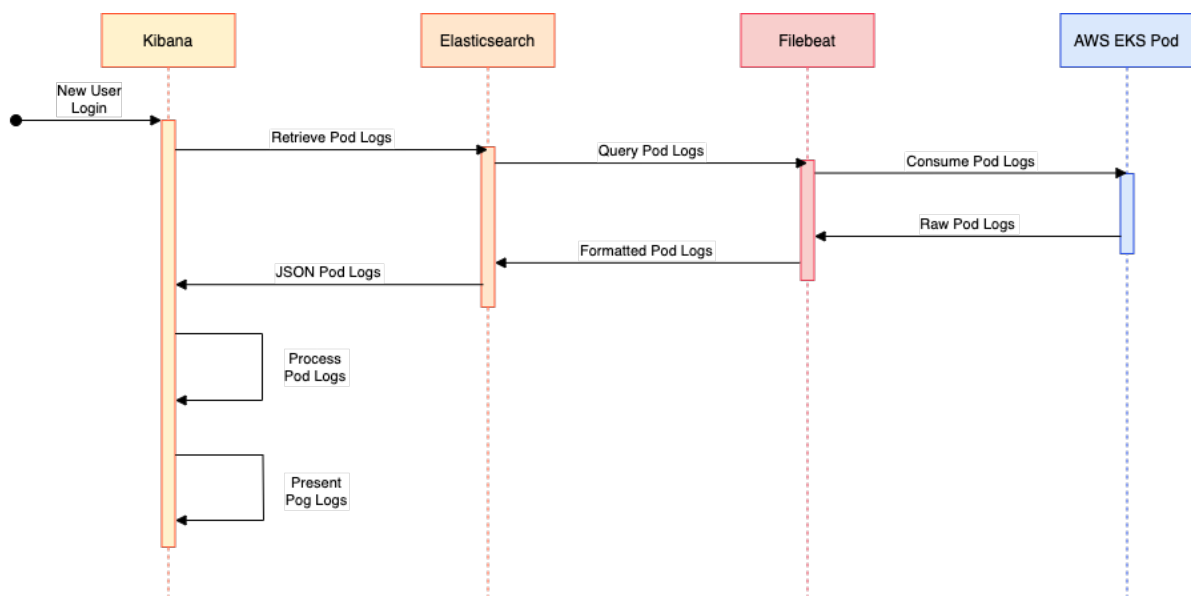 Kibana
Elasticsearch
Filebeat
AWS EKS Pod
New User
Login
Retrieve Pod Logs
Query Pod Logs
Consume Pod Logs
Raw Pod Logs
Formatted Pod Logs
JSON Pod Logs
Process
Pod Logs
Present
Pog Logs